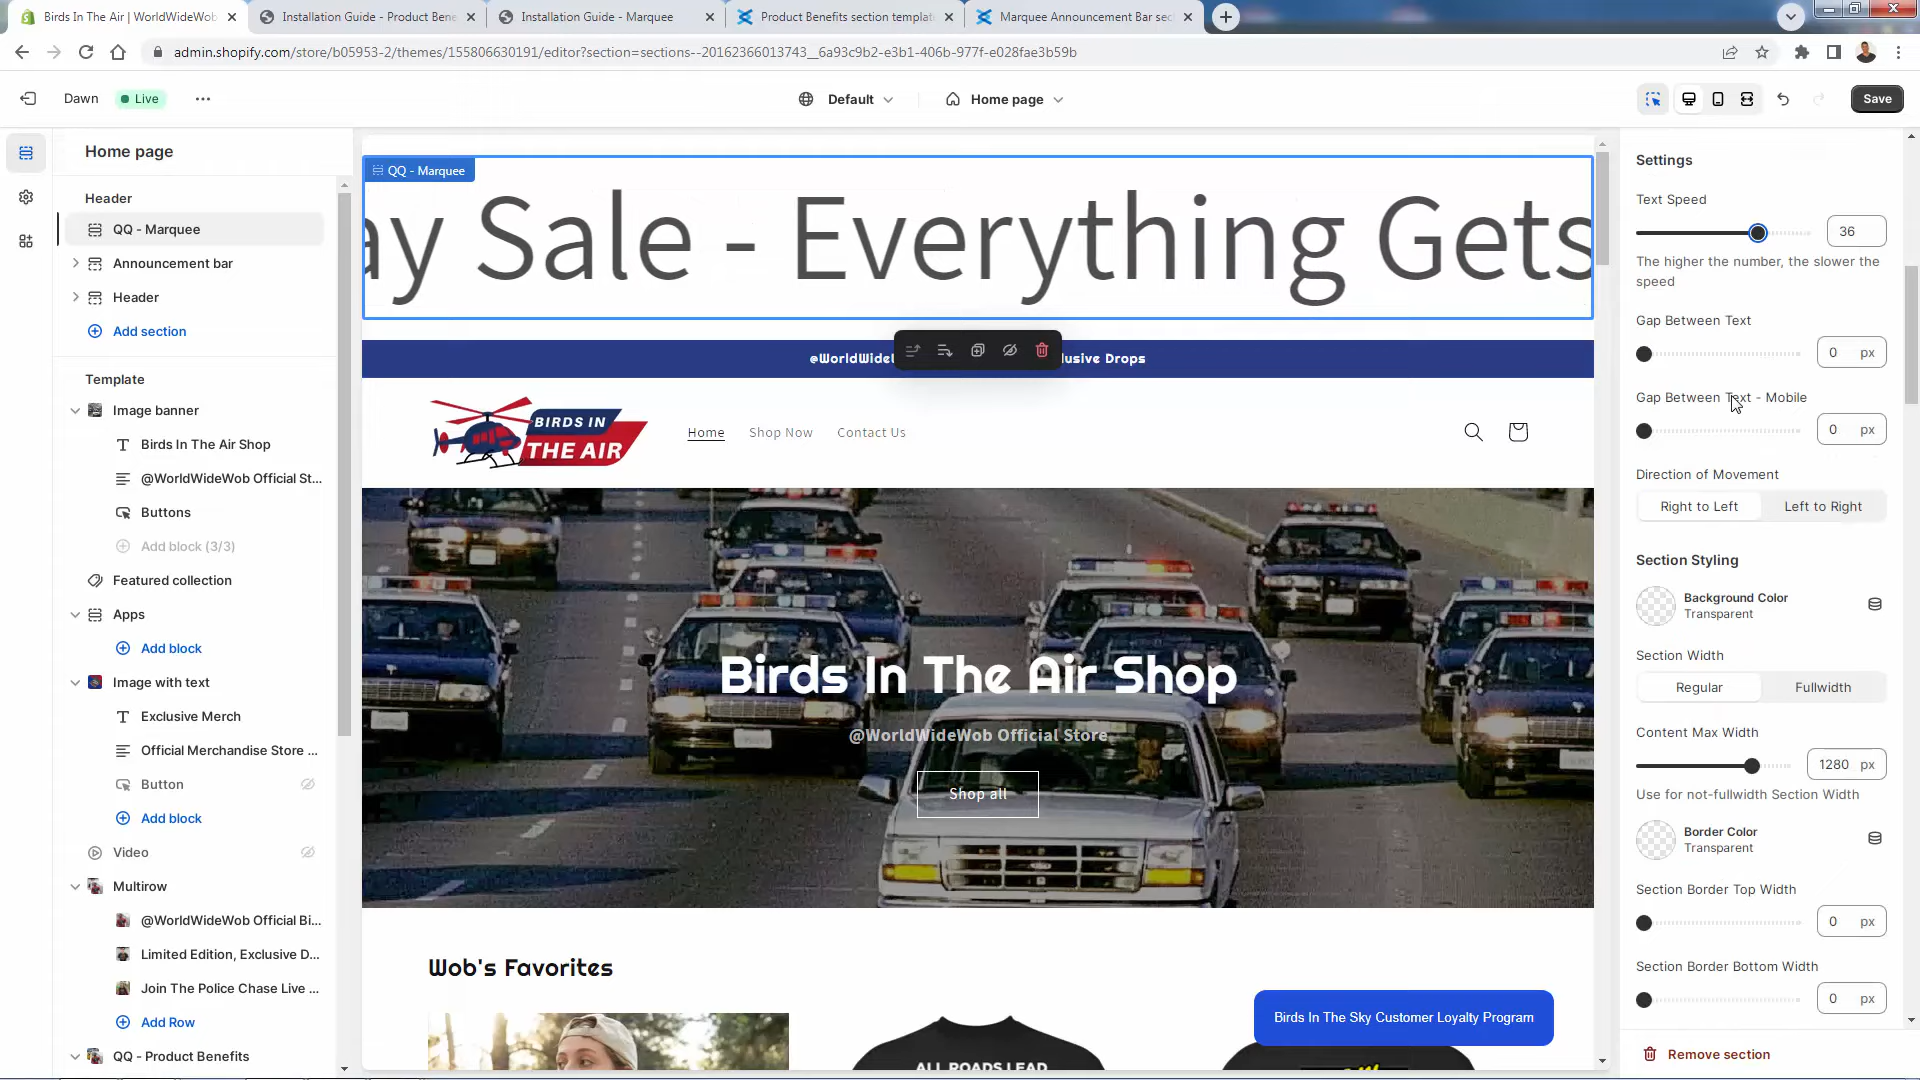 Birds In The Air | WorldWideWob
Installation Guide - Product Bene
Installation Guide - Marquee
Product Benefits section templat
Marquee Announcement Bar sec
admin.shopify.com/store/b05953-2/themes/155806630191/editor?section=sections--20162366013743__6a93c9b2-e3b1-406b-977f-e028fae3b59b
Dawn
Live
Default
Home page
Save
Home page
Header
QQ - Marquee
Announcement bar
Header
Add section
Template
Image banner
Birds In The Air Shop
@WorldWideWob Official St...
Buttons
Add block (3/3)
Featured collection
Apps
Add block
Image with text
Exclusive Merch
Official Merchandise Store ...
Button
Add block
Video
Multirow
@WorldWideWob Official Bi...
Limited Edition, Exclusive D...
Join The Police Chase Live ...
Add Row
QQ - Product Benefits
QQ - Marquee
ay Sale - Everything Gets
lusive Drops
BIRDS IN
THE AIR
Home
Shop Now
Contact Us
Birds In The Air Shop
@WorldWideWob Official Store
Shop all
Wob's Favorites
ALL ROADS LEAD
Birds In The Sky Customer Loyalty Program
Settings
Text Speed
36
The higher the number, the slower the
speed
Gap Between Text
0 px
Gap Between Text - Mobile
0 px
Direction of Movement
Right to Left
Left to Right
Section Styling
Background Color
Transparent
Section Width
Regular
Fullwidth
Content Max Width
1280 px
Use for not-fullwidth Section Width
Border Color
Transparent
Section Border Top Width
0 px
Section Border Bottom Width
0 px
Remove section